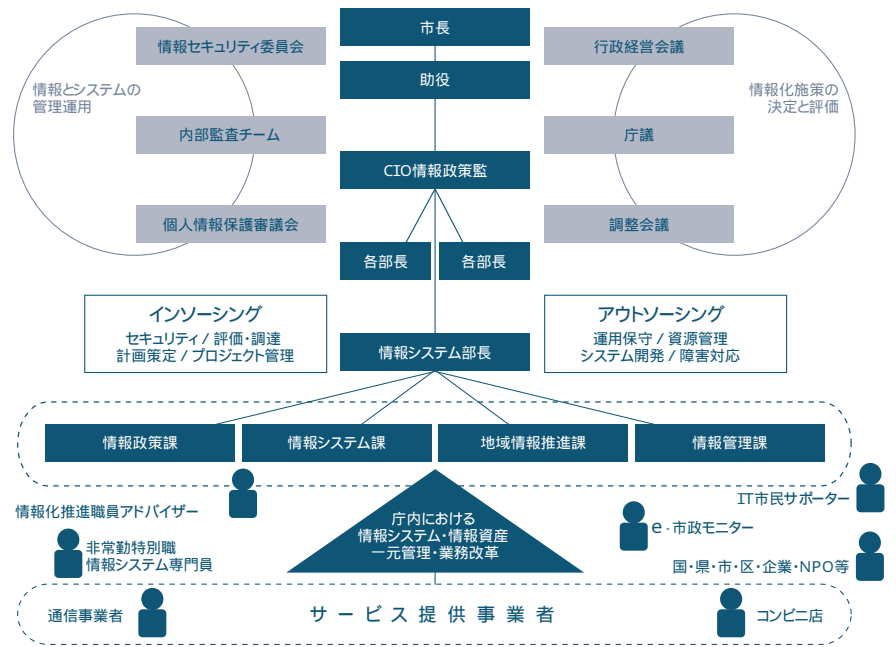 市長
情報セキュリティ委員会
行政経営会議
助役
情報とシステムの
管理運用
情報化施策の
決定と評価
内部監査チーム
庁議
CIO情報政策監
個人情報保護審議会
調整会議
各部長
各部長
インソーシング
セキュリティ / 評価・調達
計画策定 / プロジェクト管理
アウトソーシング
運用保守 / 資源管理
システム開発 / 障害対応
情報システム部長
情報政策課
情報システム課
地域情報推進課
情報管理課
情報化推進職員アドバイザー
IT市民サポーター
庁内における
情報システム・情報資産
一元管理・業務改革
e・市政モニター
非常勤特別職
情報システム専門員
国・県・市・区・企業・NPO等
通信事業者
サービス提供事業者
コンビニ店